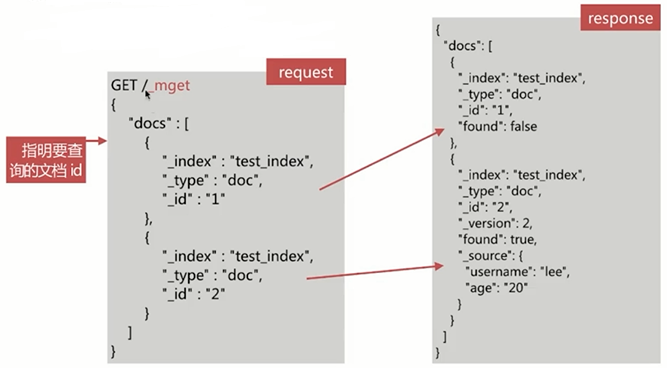 request
GET /_mget
{
"docs" : [
{
"_index" : "test_index",
"_type" : "doc",
"_id" : "1"
},
{
"_index" : "test_index",
"_type" : "doc",
"_id" : "2"
}
]
}
指明要查
询的文档 id
response
{
"docs": [
{
"_index": "test_index",
"_type": "doc",
"_id": "1",
"found": false
},
{
"_index": "test_index",
"_type": "doc",
"_id": "2",
"_version": 2,
"found": true,
"_source": {
"username": "lee",
"age": "20"
}
}
]
}